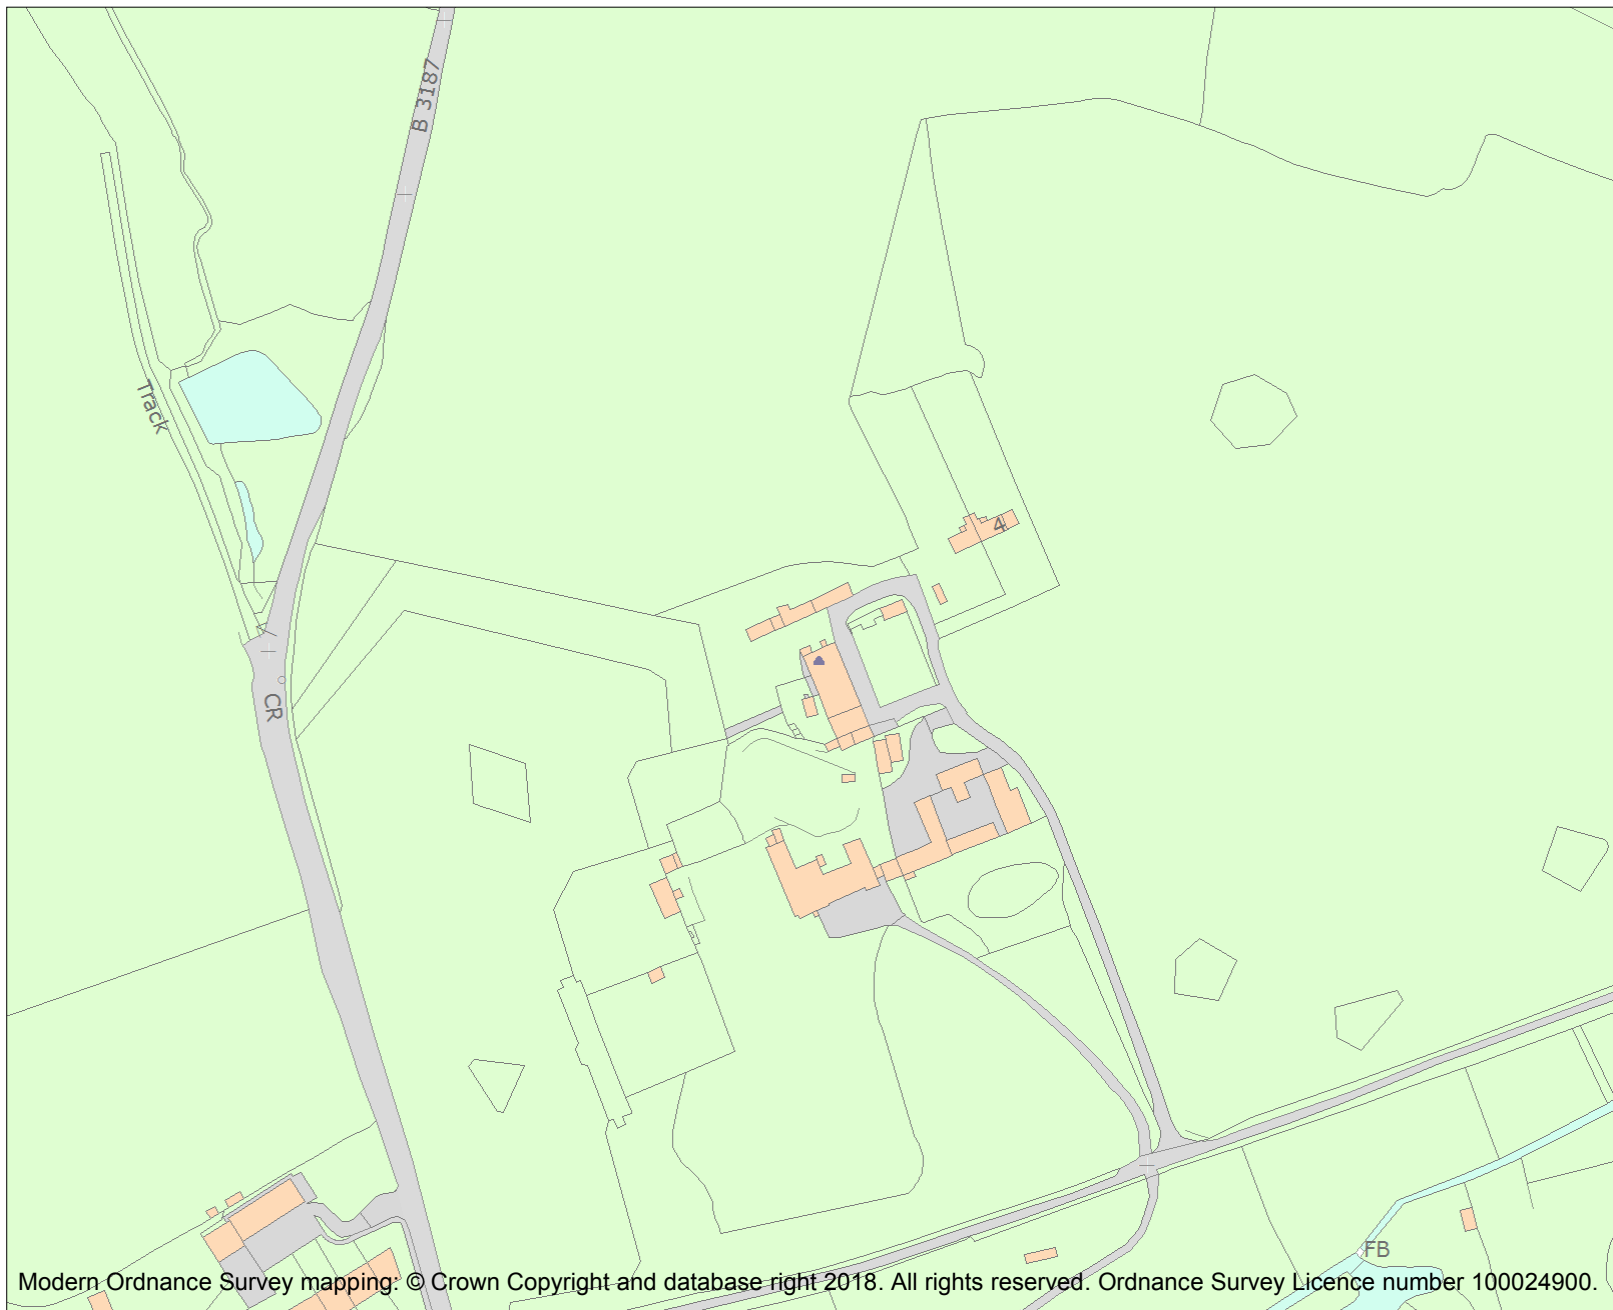 B 3187
Track
4
CR
FB
Modern Ordnance Survey mapping: © Crown Copyright and database right 2018. All rights reserved. Ordnance Survey Licence number 100024900.